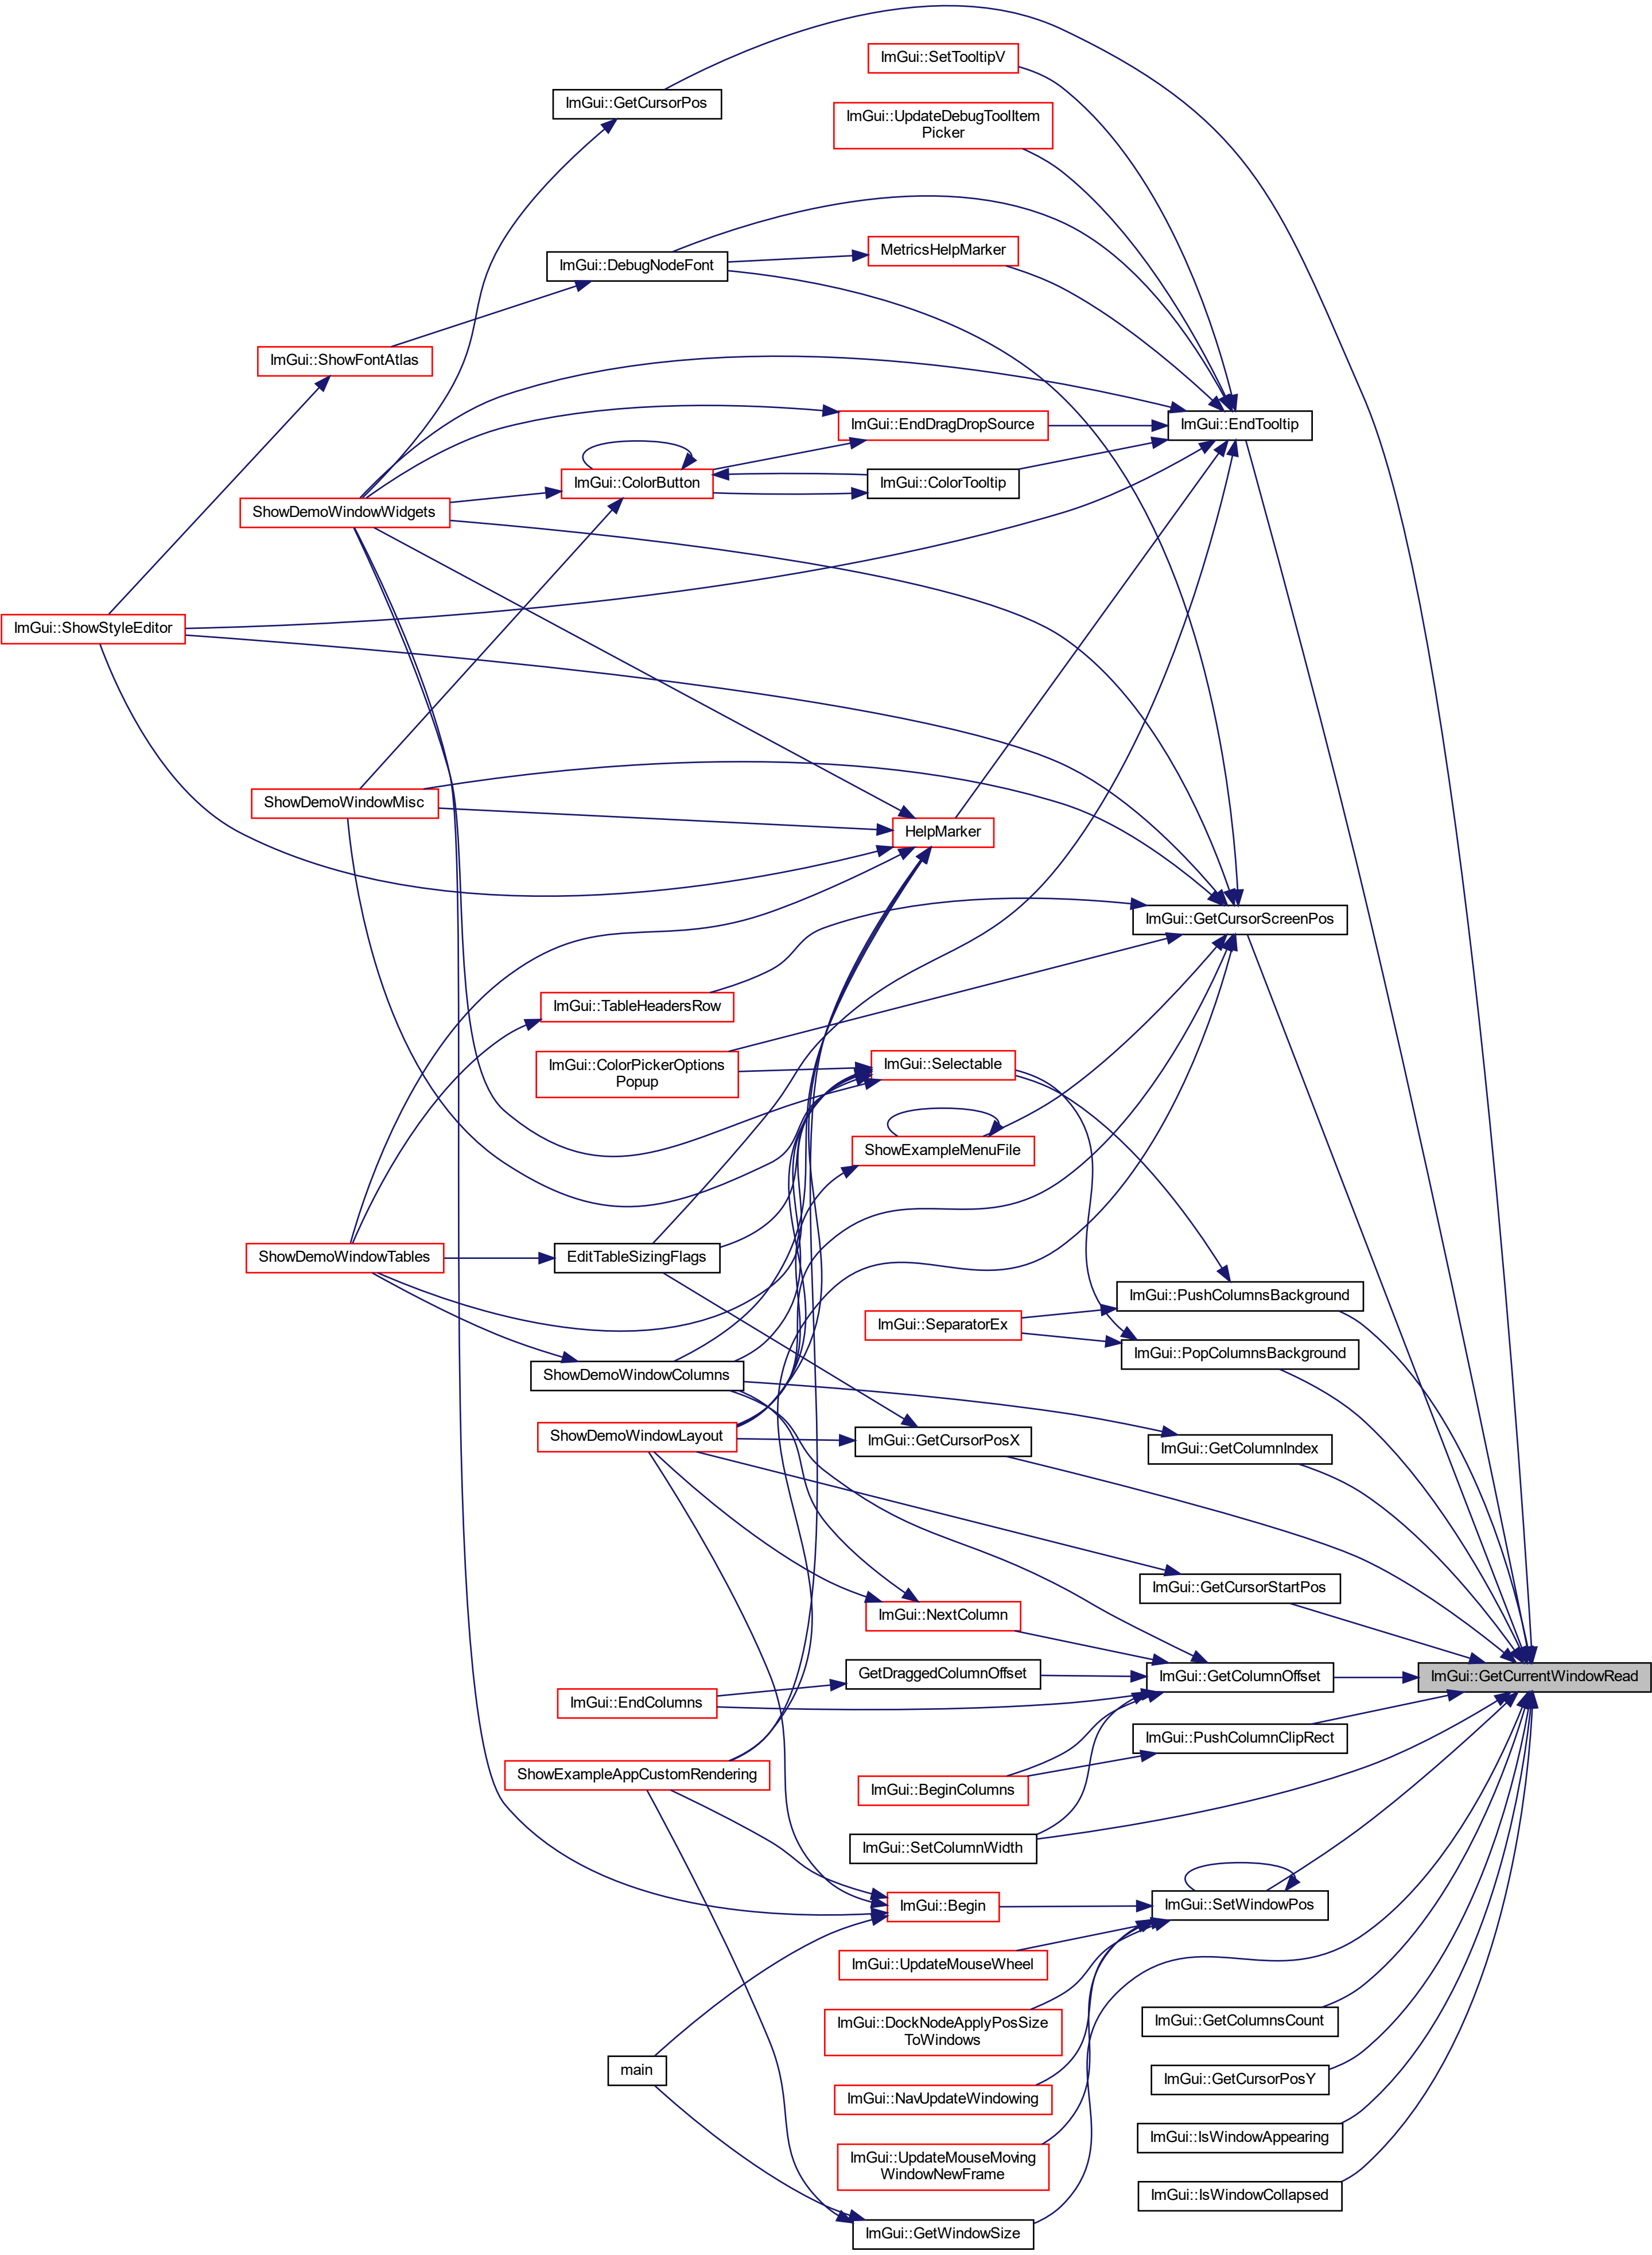 ImGui::SetTooltipV
ImGui::GetCursorPos
ImGui::UpdateDebugToolItem
Picker
MetricsHelpMarker
ImGui::DebugNodeFont
ImGui::ShowFontAtlas
ImGui::EndDragDropSource
ImGui::EndTooltip
ImGui::ColorButton
ImGui::ColorTooltip
ShowDemoWindowWidgets
ImGui::ShowStyleEditor
ShowDemoWindowMisc
HelpMarker
ImGui::GetCursorScreenPos
ImGui::TableHeadersRow
ImGui::ColorPickerOptions
Popup
ImGui::Selectable
ShowExampleMenuFile
ShowDemoWindowTables
EditTableSizingFlags
ImGui::PushColumnsBackground
ImGui::SeparatorEx
ImGui::PopColumnsBackground
ShowDemoWindowColumns
ShowDemoWindowLayout
ImGui::GetCursorPosX
ImGui::GetColumnIndex
ImGui::GetCursorStartPos
ImGui::NextColumn
GetDraggedColumnOffset
ImGui::GetColumnOffset
ImGui::GetCurrentWindowRead
ImGui::EndColumns
ImGui::PushColumnClipRect
ShowExampleAppCustomRendering
ImGui::BeginColumns
ImGui::SetColumnWidth
ImGui::Begin
ImGui::SetWindowPos
ImGui::UpdateMouseWheel
ImGui::DockNodeApplyPosSize
ToWindows
ImGui::GetColumnsCount
main
ImGui::GetCursorPosY
ImGui::NavUpdateWindowing
ImGui::IsWindowAppearing
ImGui::UpdateMouseMoving
WindowNewFrame
ImGui::IsWindowCollapsed
ImGui::GetWindowSize